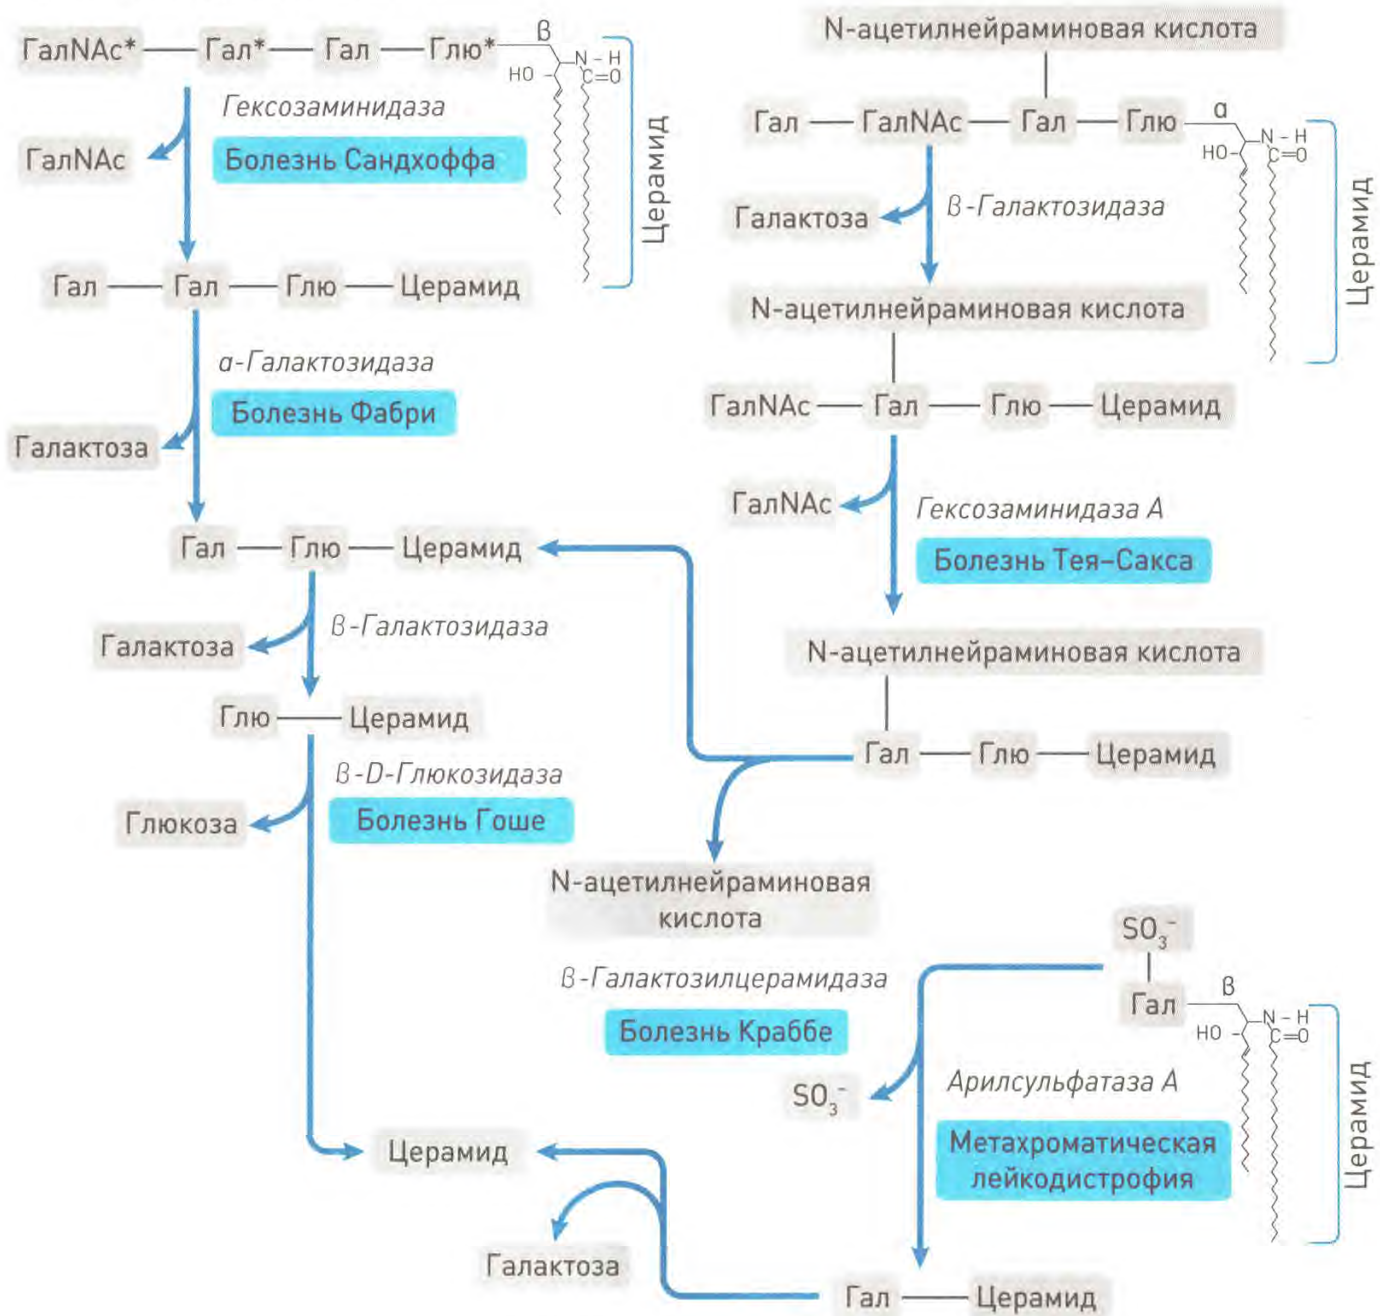 ГалNAc* Гал* Гал Глю* β
N – H
HO C=O
Церамид
Гексозаминидаза
ГалNAc
Болезнь Сандхоффа
Гал Гал Глю Церамид
α-Галактозидаза
Болезнь Фабри
Галактоза
Гал Глю Церамид
β-Галактозидаза
Галактоза
Глю Церамид
β-D-Глюкозидаза
Глюкоза
Болезнь Гоше
N-ацетилнейраминовая кислота
Гал ГалNAc Гал Глю α
N – H
HO C=O
Церамид
β-Галактозидаза
Галактоза
N-ацетилнейраминовая кислота
ГалNAc Гал Глю Церамид
ГалNAc
Гексозаминидаза А
Болезнь Тея–Сакса
N-ацетилнейраминовая кислота
Гал Глю Церамид
N-ацетилнейраминовая
кислота
SO₃⁻
Гал β
N – H
HO C=O
Церамид
β-Галактозилцерамидаза
Болезнь Краббе
SO₃⁻
Арилсульфатаза А
Метахроматическая
лейкодистрофия
Церамид
Галактоза
Гал Церамид